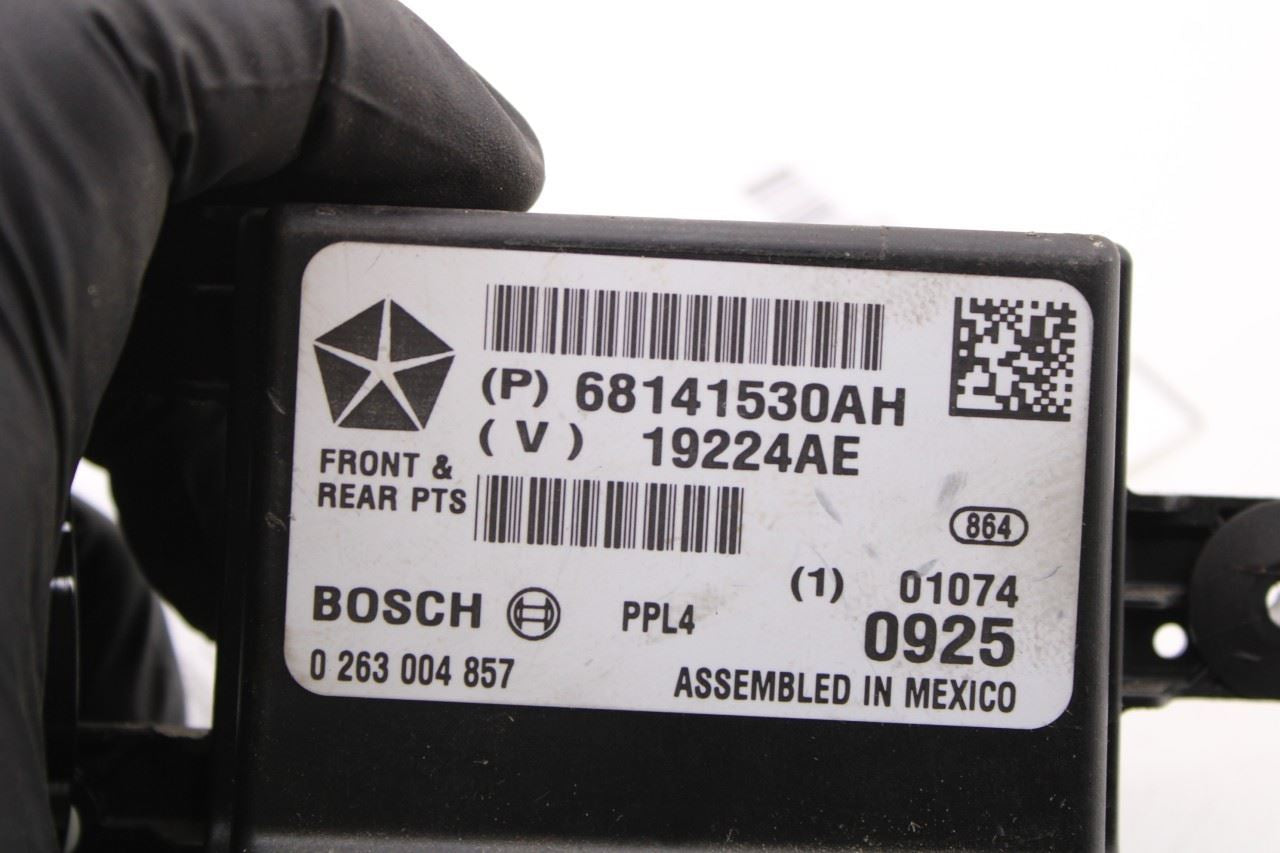 (P) 68141530AH
(V) 19224AE
FRONT &
REAR PTS
864
(1) 01074
BOSCH PPL4 0925
0 263 004 857 ASSEMBLED IN MEXICO